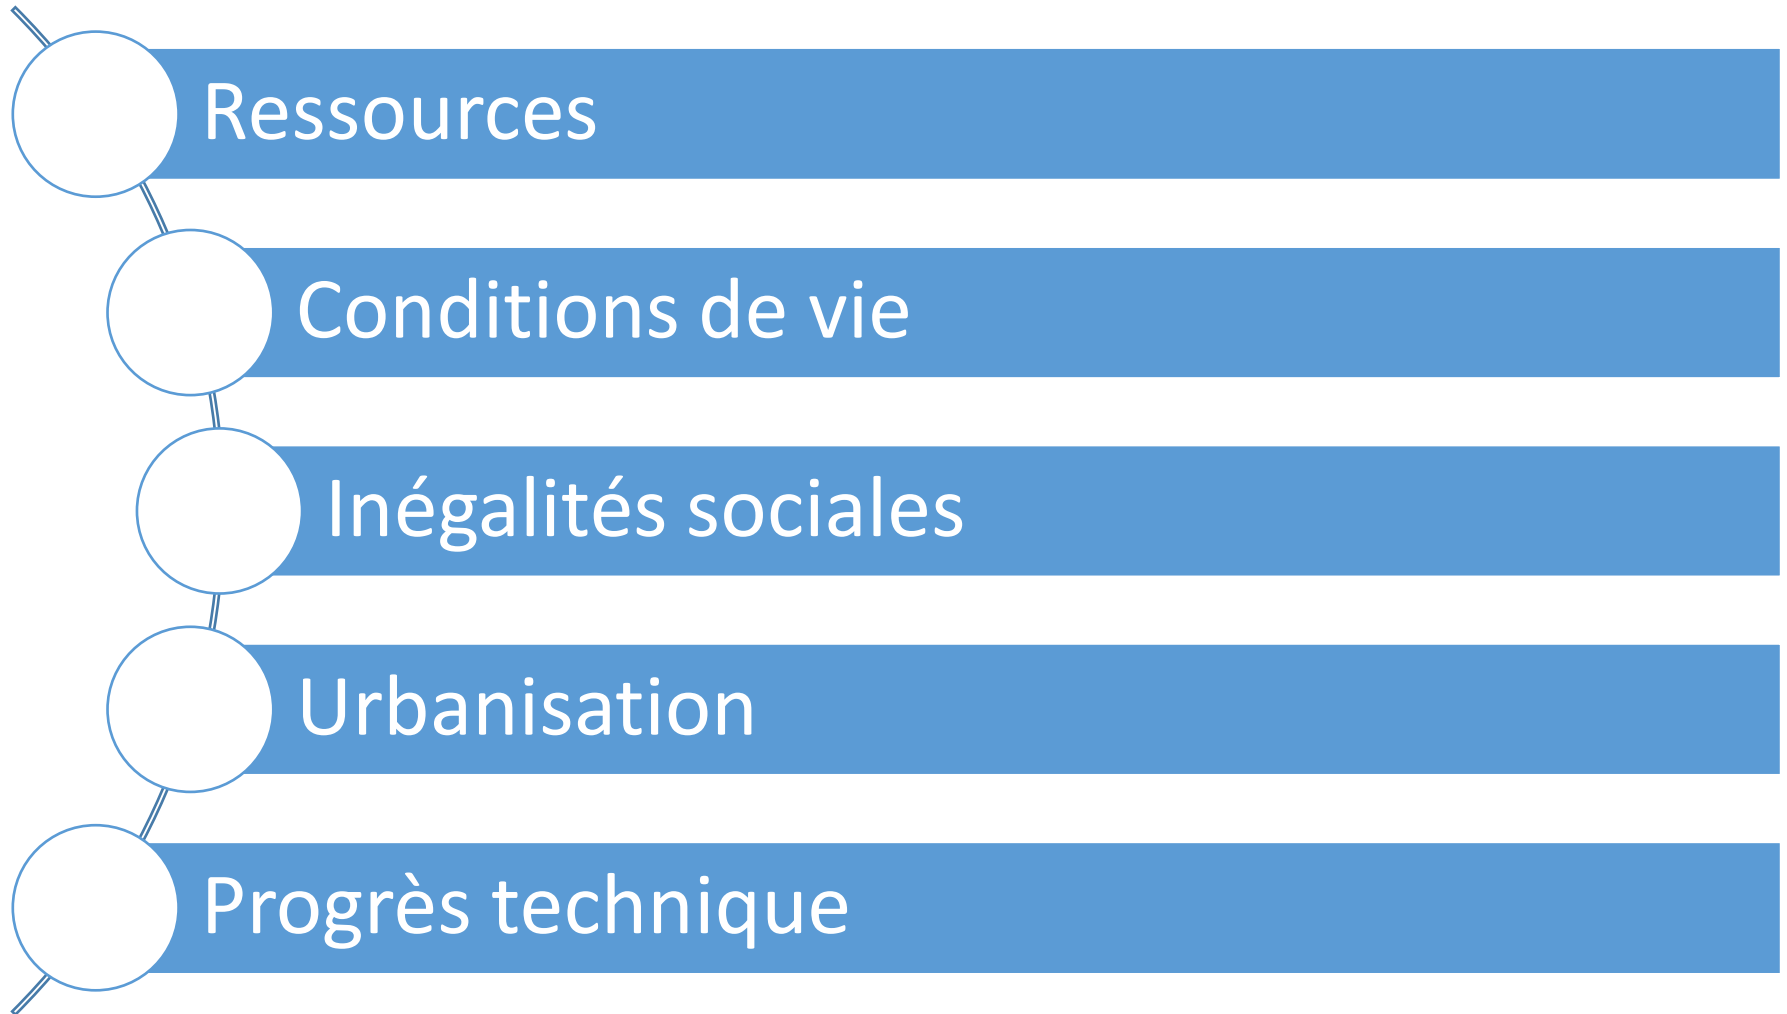 Ressources
Conditions de vie
Inégalités sociales
Urbanisation
Progrès technique